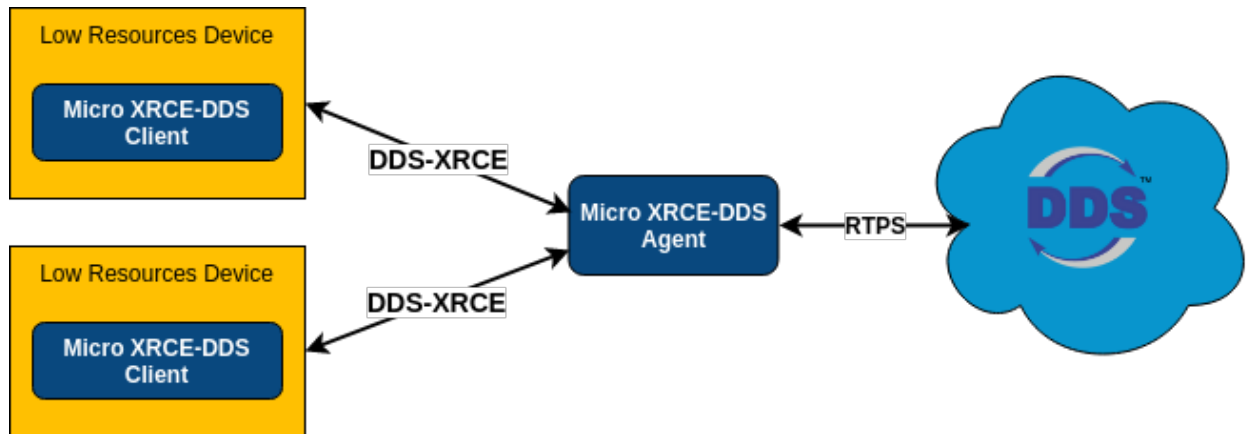 Low Resources Device
Micro XRCE-DDS
Client
DDS-XRCE
Low Resources Device
Micro XRCE-DDS
Client
DDS-XRCE
Micro XRCE-DDS
Agent
RTPS
DDS™